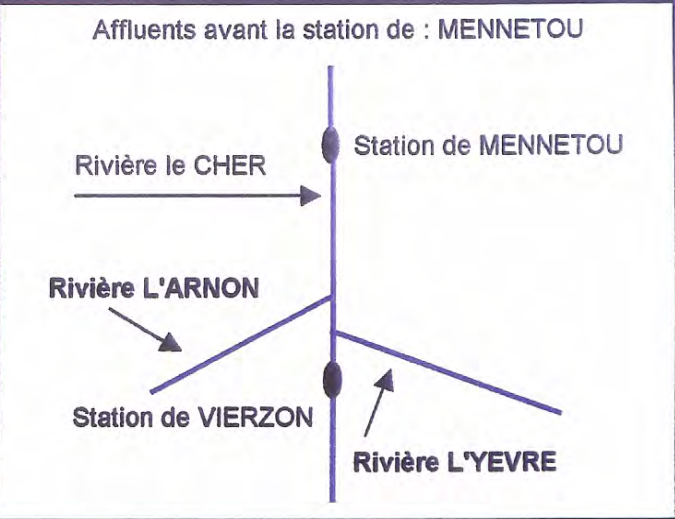 Affluents avant la station de : MENNETOU
Station de MENNETOU
Rivière le CHER
Rivière L'ARNON
Station de VIERZON
Rivière L'YEVRE